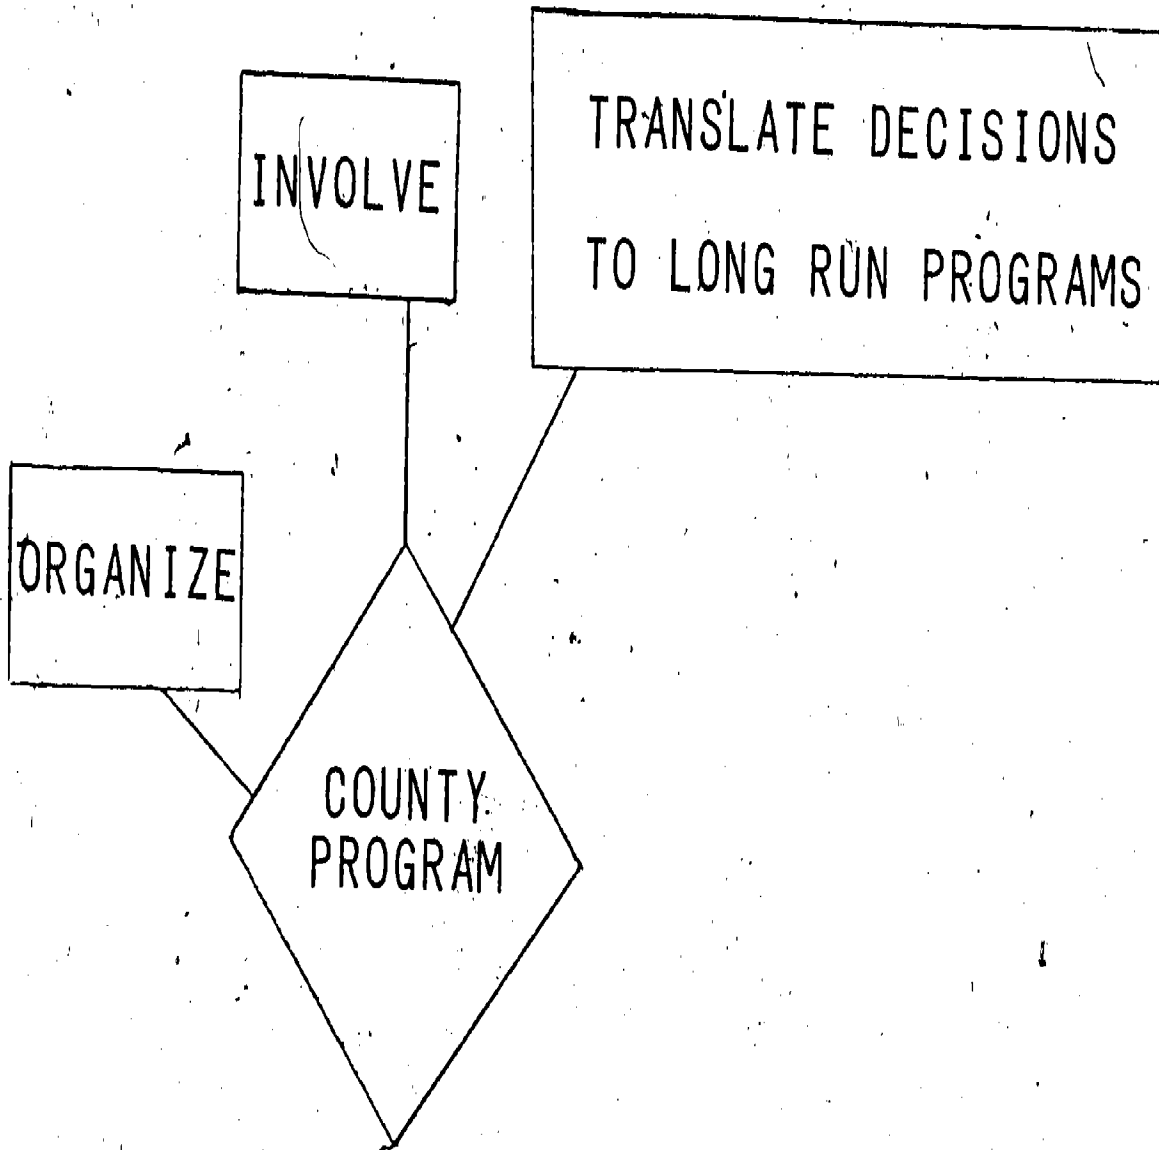 INVOLVE
TRANSLATE DECISIONS
TO LONG RUN PROGRAMS
ORGANIZE
COUNTY
PROGRAM